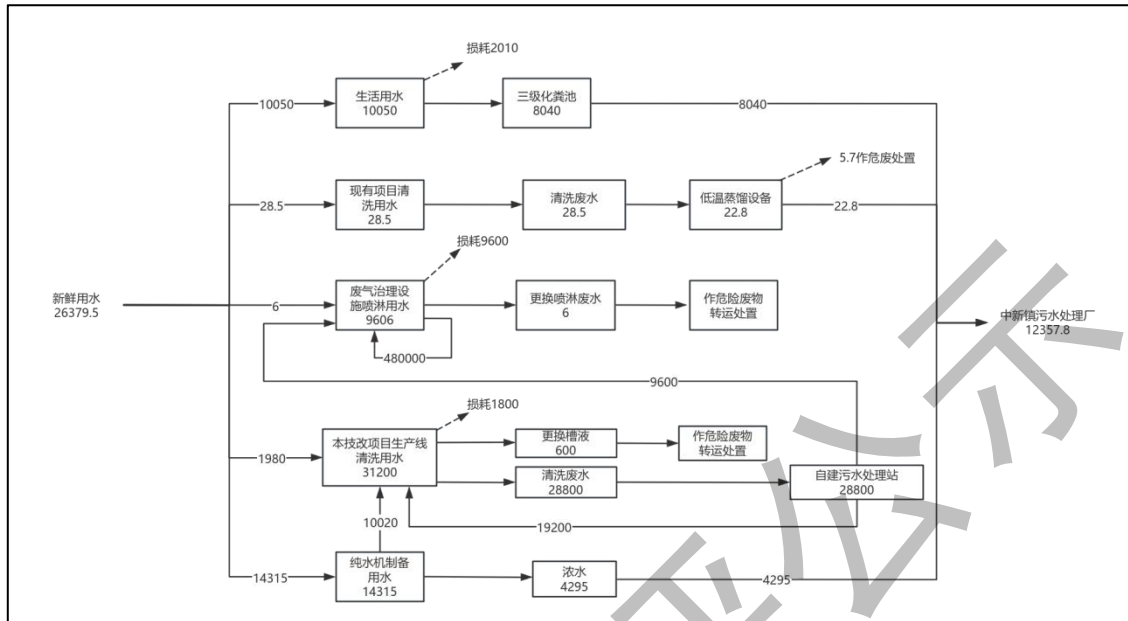 损耗2010
10050
生活用水
10050
三级化粪池
8040
8040
5.7作危废处置
28.5
现有项目清
洗用水
28.5
清洗废水
28.5
低温蒸馏设备
22.8
22.8
损耗9600
新鲜用水
26379.5
6
废气治理设
施喷淋用水
9606
480000
更换喷淋废水
6
作危险废物
转运处置
中新镇污水处理厂
12357.8
9600
损耗1800
1980
本技改项目生产线
清洗用水
31200
更换槽液
600
作危险废物
转运处置
清洗废水
28800
自建污水处理站
28800
19200
10020
14315
纯水机制备
用水
14315
浓水
4295
4295
公示